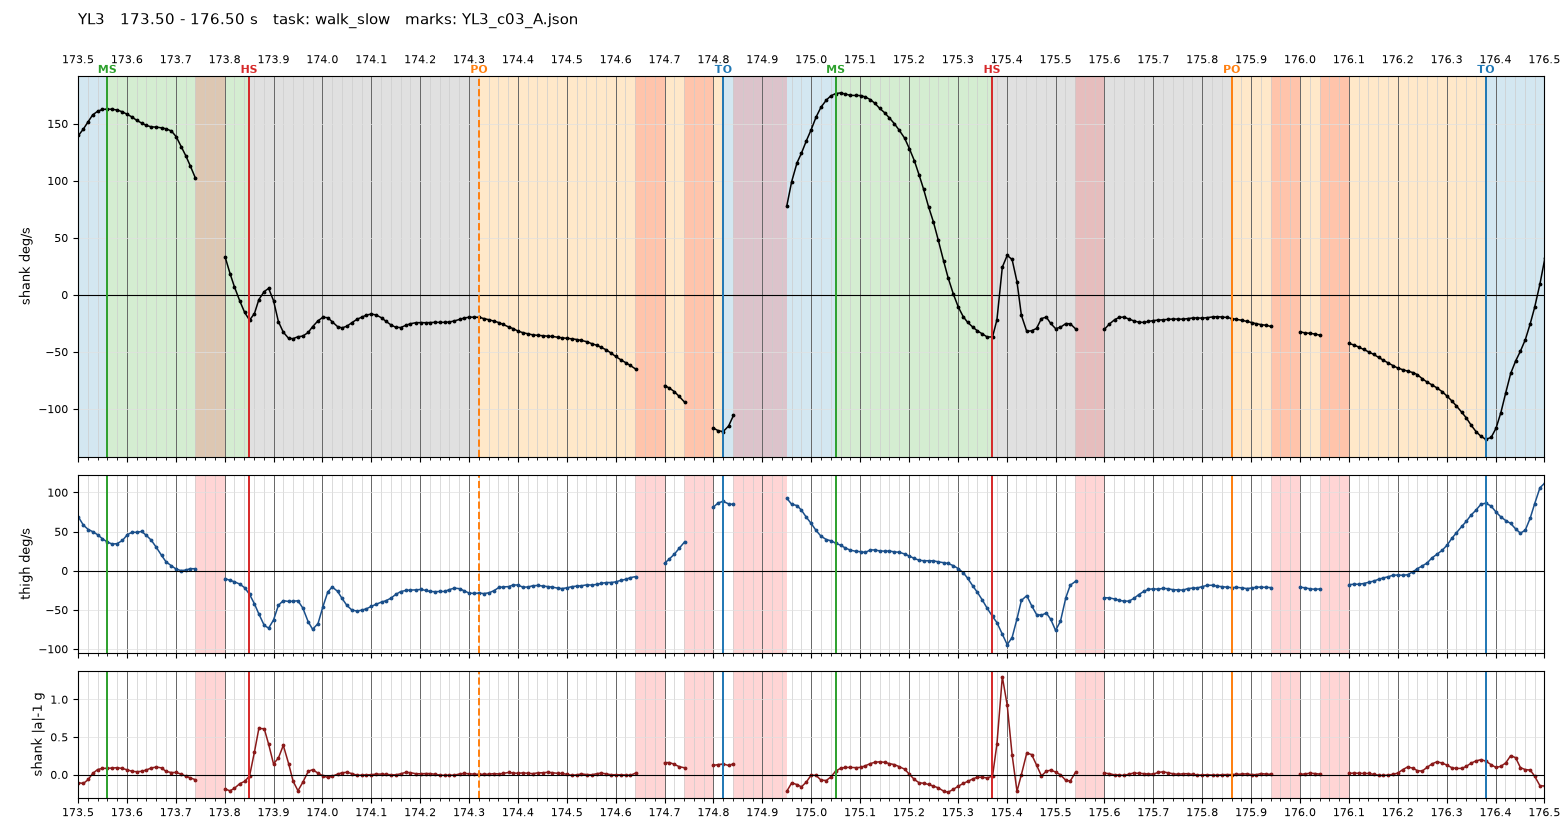 YL3   173.50 - 176.50 s   task: walk_slow   marks: YL3_c03_A.json
173.5 173.6 173.7 173.8 173.9 174.0 174.1 174.2 174.3 174.4 174.5 174.6 174.7 174.8 174.9 175.0 175.1 175.2 175.3 175.4 175.5 175.6 175.7 175.8 175.9 176.0 176.1 176.2 176.3 176.4 176.5
MS HS PO TO MS HS PO TO
shank deg/s
150
100
50
0
−50
−100
thigh deg/s
100
50
0
−50
−100
shank |a|-1 g
1.0
0.5
0.0
173.5 173.6 173.7 173.8 173.9 174.0 174.1 174.2 174.3 174.4 174.5 174.6 174.7 174.8 174.9 175.0 175.1 175.2 175.3 175.4 175.5 175.6 175.7 175.8 175.9 176.0 176.1 176.2 176.3 176.4 176.5